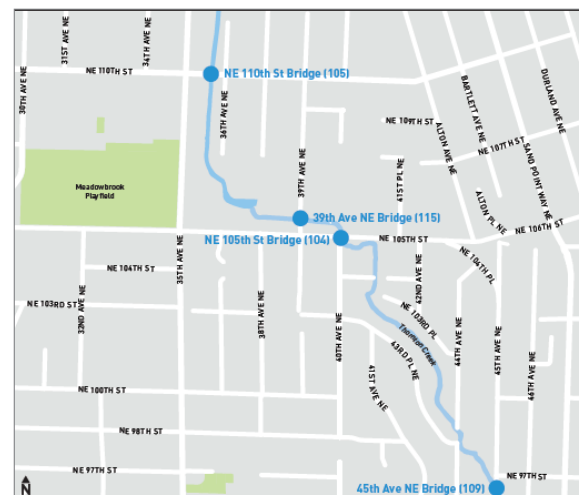 31ST AVE NE
34TH AVE NE
NE 110TH ST
30TH AVE NE
NE 110th St Bridge (105)
36TH AVE NE
BARTLETT AVE NE
DURLAND AVE NE
NE 109TH ST
ALTON AVE NE
NE 107TH ST
SAND POINT WAY NE
39TH AVE NE
41ST PL NE
Meadowbrook
Playfield
39th Ave NE Bridge (115)
ALTON PL NE
NE 106TH ST
NE 105th St Bridge (104)
NE 105TH ST
35TH AVE NE
NE 104TH ST
NE 104TH PL
42ND AVE NE
NE 103RD ST
32ND AVE NE
38TH AVE NE
40TH AVE NE
NE 103RD PL
Thornton Creek
43RD PL NE
44TH AVE NE
45TH AVE NE
46TH AVE NE
41ST AVE NE
NE 100TH ST
NE 98TH ST
NE 97TH ST
NE 97TH ST
N
45th Ave NE Bridge (109)